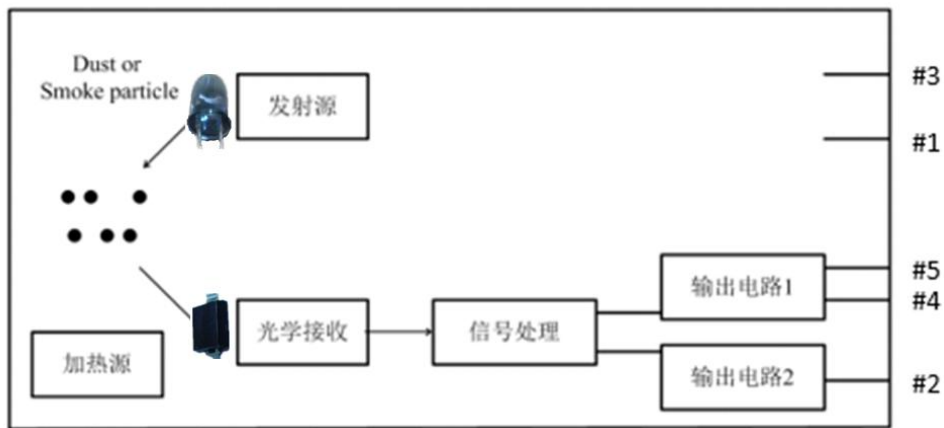 Dust or
Smoke particle
发射源
#3
#1
光学接收
信号处理
输出电路1
#5
#4
加热源
输出电路2
#2